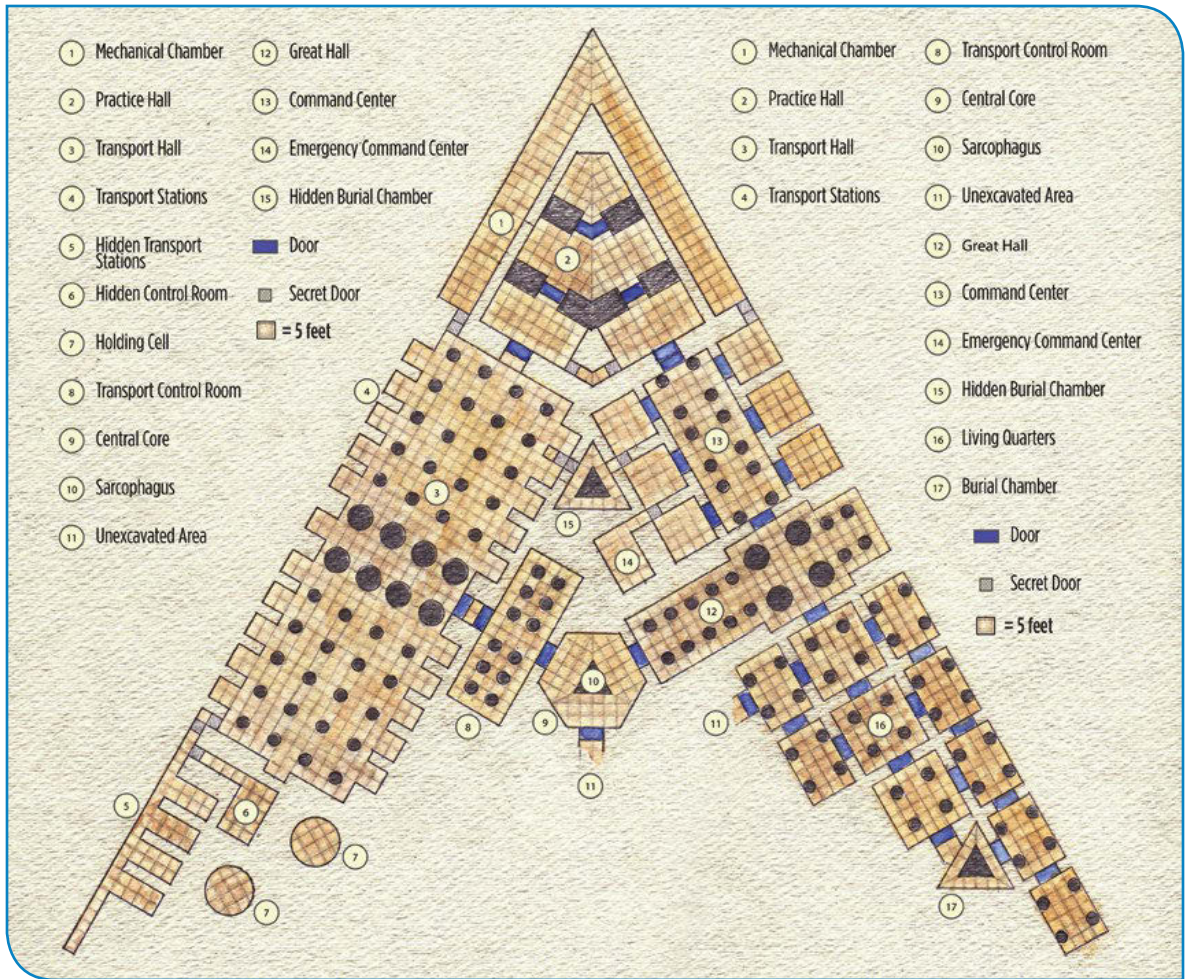 1 Mechanical Chamber
2 Practice Hall
3 Transport Hall
4 Transport Stations
5 Hidden Transport
Stations
6 Hidden Control Room
7 Holding Cell
8 Transport Control Room
9 Central Core
10 Sarcophagus
11 Unexcavated Area
12 Great Hall
13 Command Center
14 Emergency Command Center
15 Hidden Burial Chamber
Door
Secret Door
= 5 feet
1 Mechanical Chamber
2 Practice Hall
3 Transport Hall
4 Transport Stations
8 Transport Control Room
9 Central Core
10 Sarcophagus
11 Unexcavated Area
12 Great Hall
13 Command Center
14 Emergency Command Center
15 Hidden Burial Chamber
16 Living Quarters
17 Burial Chamber
Door
Secret Door
= 5 feet
1
2
4
3
13
15
14
12
10
8
9
11
11
16
5
6
7
7
17